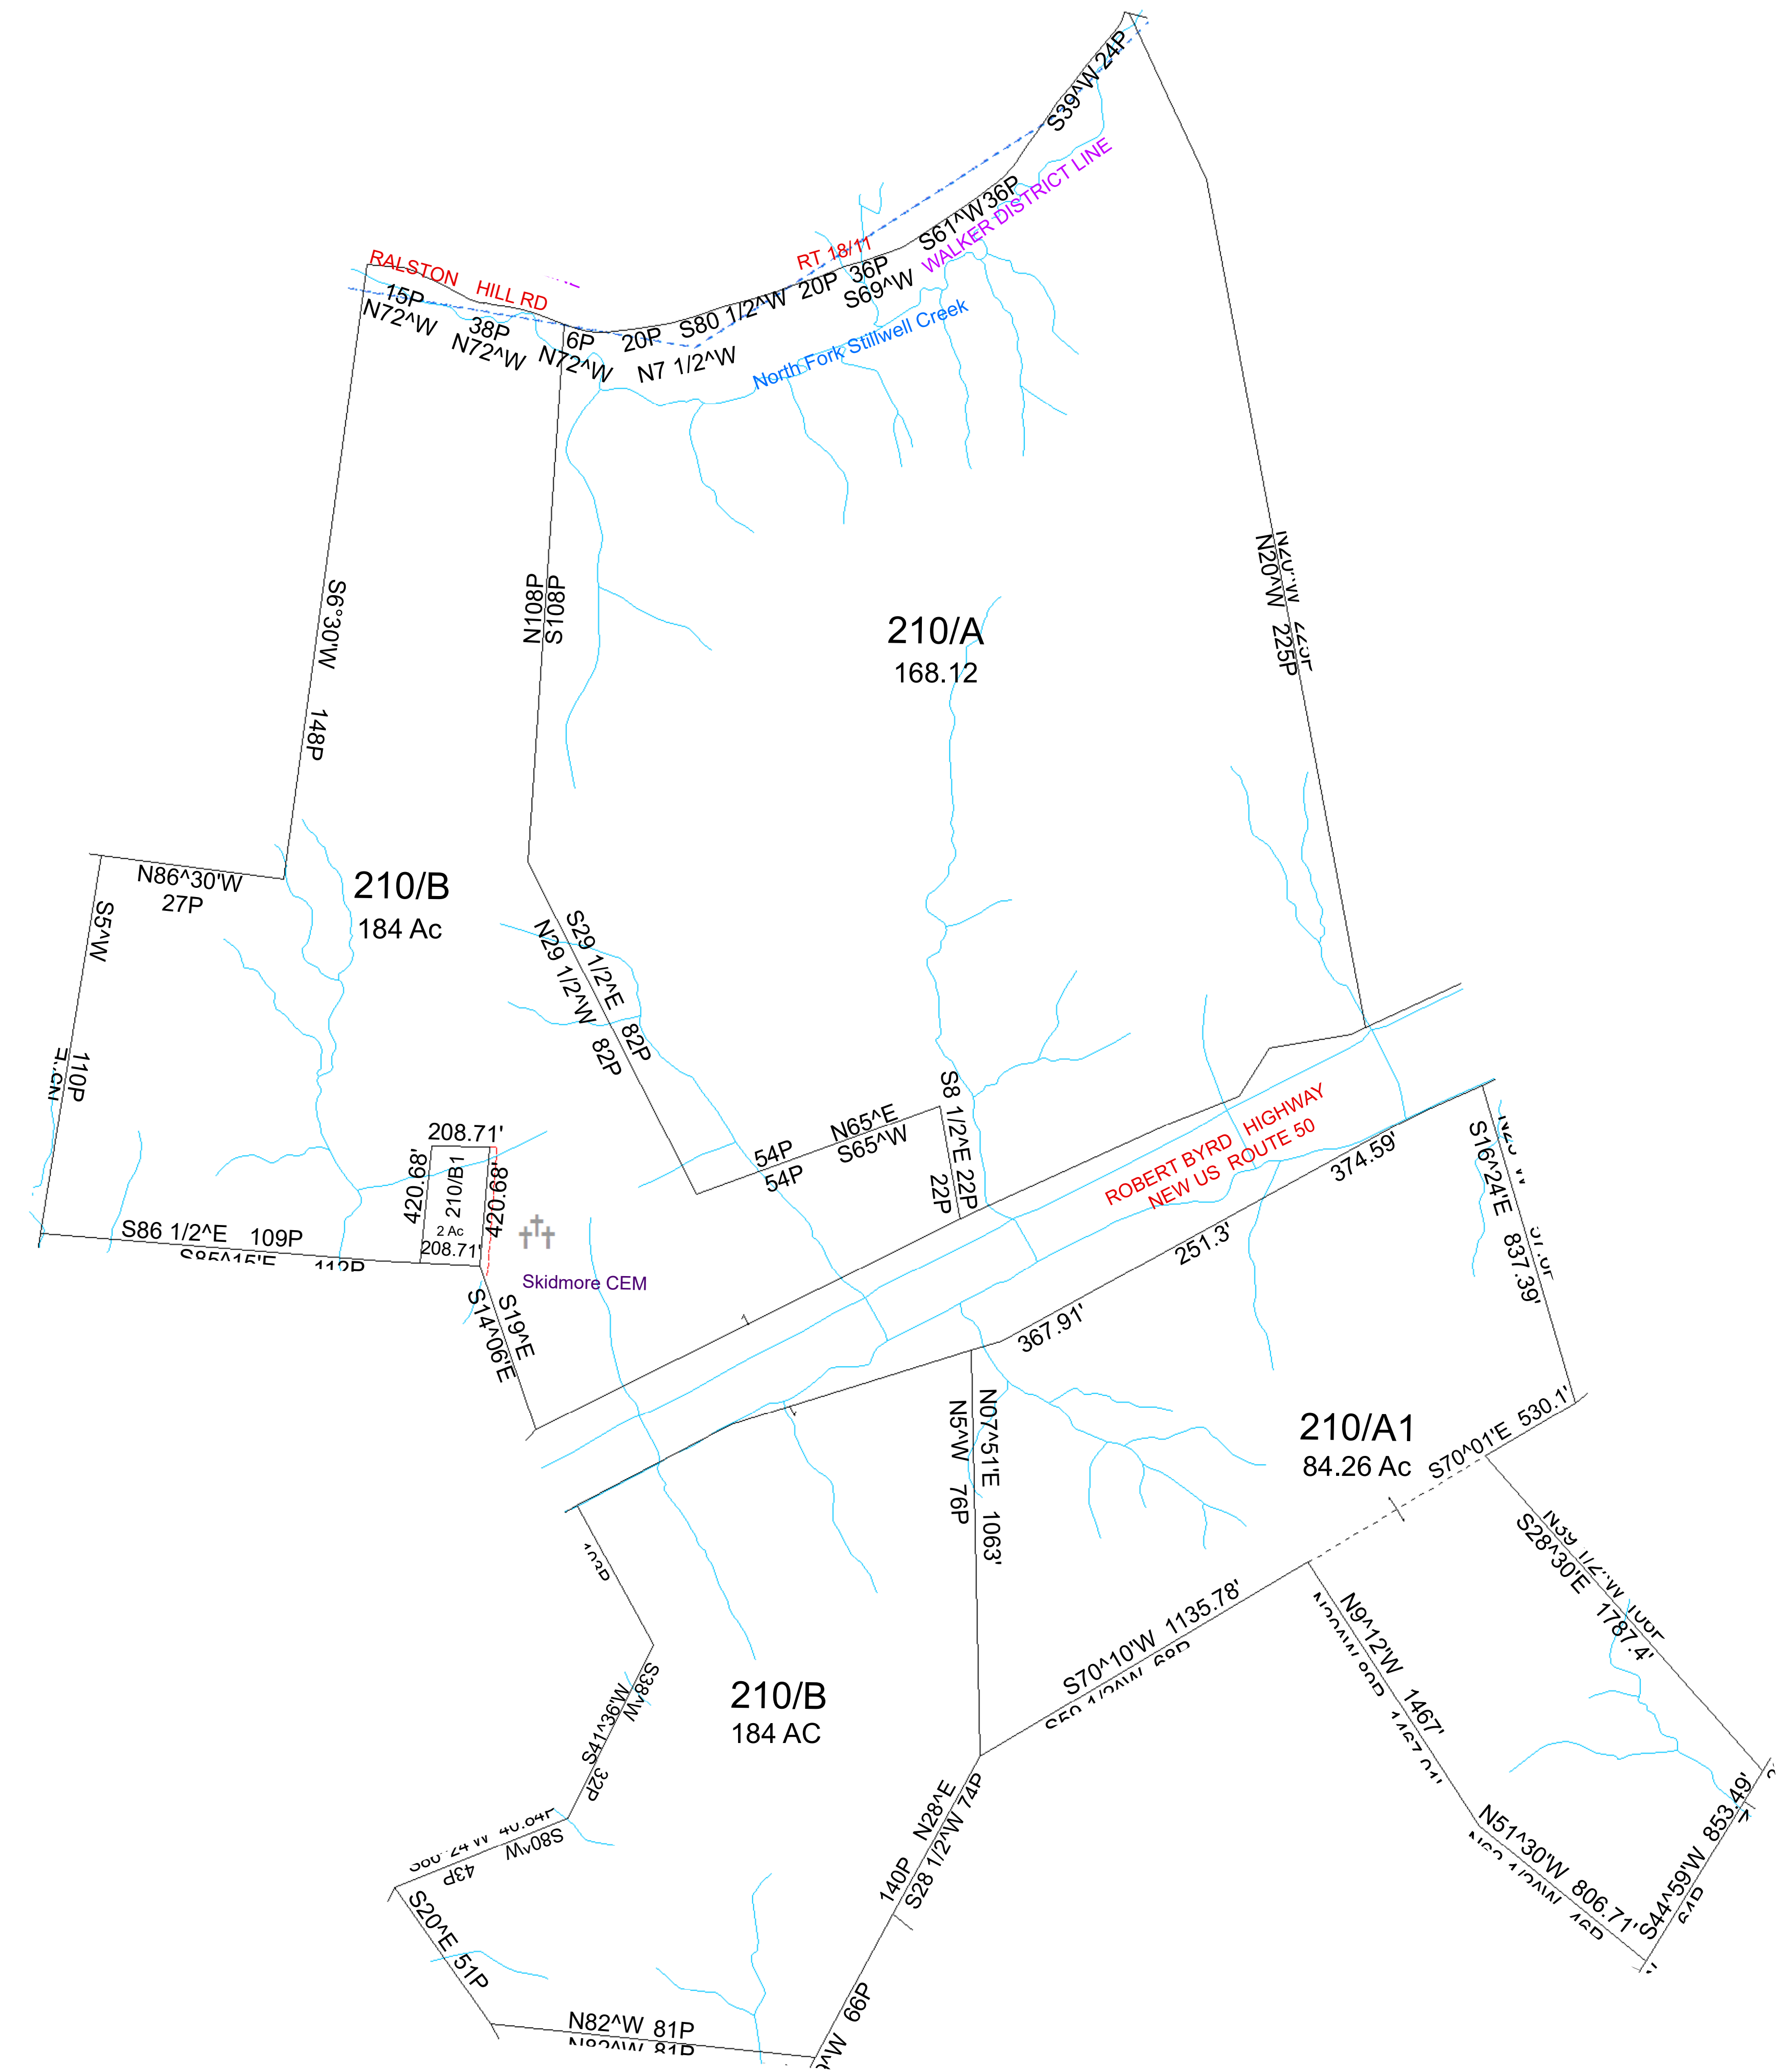 S39^W 24P
S61^W 36P
WALKER DISTRICT LINE
RT 18/11
36P
S69^W
20P
S80 1/2^W
RALSTON HILL RD
15P
N72^W
38P
N72^W
6P
N72^W
20P
N7 1/2^W
North Fork Stillwell Creek
N20^W 225P
N108P
S108P
S6°30'W 148P
210/A
168.12
210/B
184 Ac
N86^30'W
27P
S5^W
110P
S29 1/2^E 82P
N29 1/2^W 82P
N65^E
54P
S65^W
54P
S8 1/2^E 22P
22P
ROBERT BYRD HIGHWAY
NEW US ROUTE 50
374.59'
251.3'
367.91'
208.71'
420.68'
210/B1
2 Ac
420.68'
208.71'
S86 1/2^E 109P
Skidmore CEM
S19^E
S14^06'E
S16^24'E 837.39'
N07^51'E 1063'
N5^W 76P
210/A1
84.26 Ac
S70^01'E 530.1'
S28^30'E 1787.4'
S70^10'W 1135.78'
N9^12'W 1467'
N51^30'W 806.71'
S44^59'W 853.49'
S38^W
S41^36'W
32P
210/B
184 AC
S80^W
43P
N28^E
140P
S28 1/2^W 74P
S20^E 51P
66P
N82^W 81P